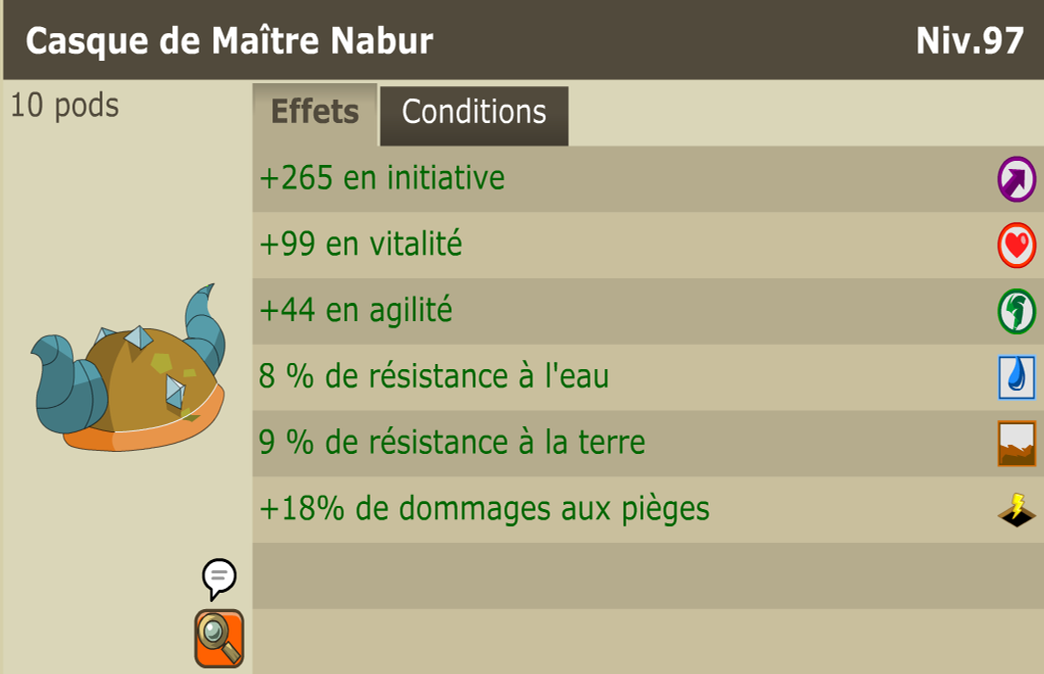 Casque de Maître Nabur
Niv.97
10 pods
Effets
Conditions
+265 en initiative
+99 en vitalité
+44 en agilité
8 % de résistance à l'eau
9 % de résistance à la terre
+18% de dommages aux pièges